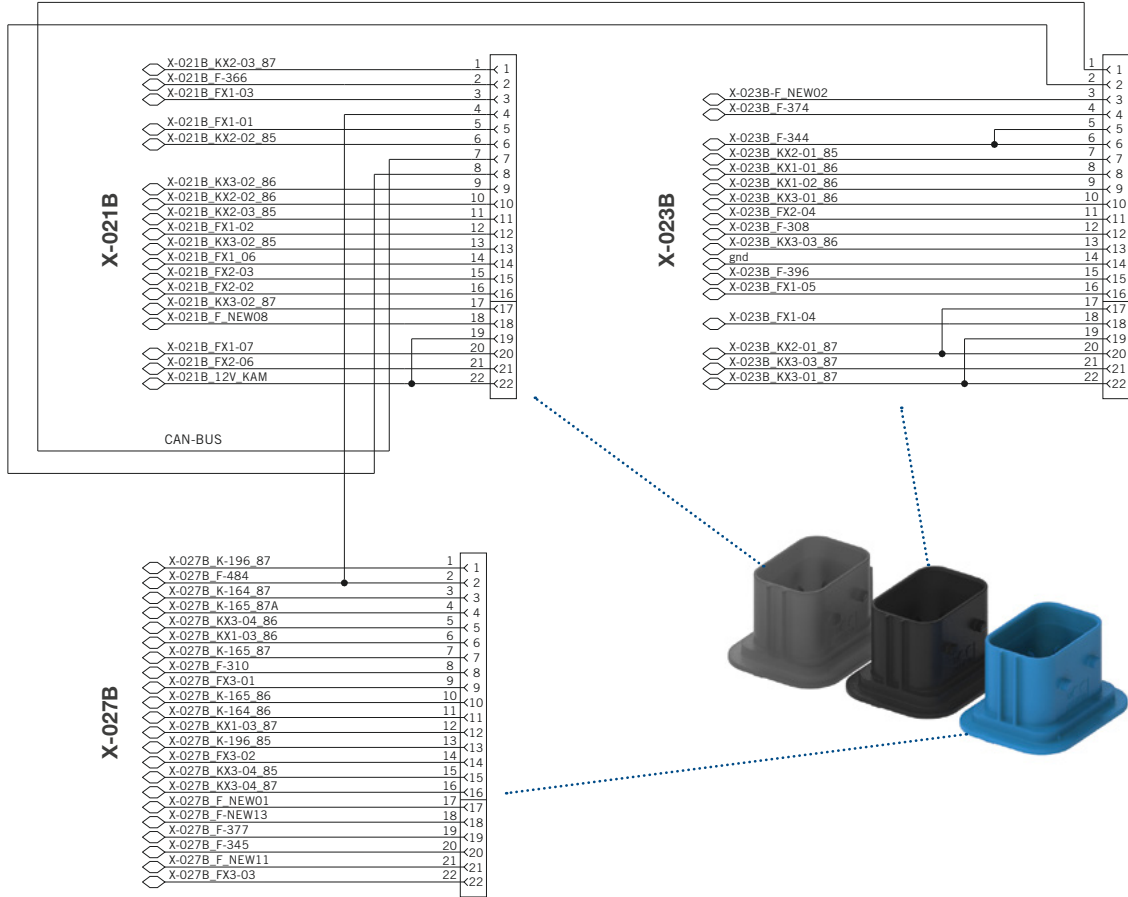 X-021B
X-021B_KX2-03_87 1 1
X-021B_F-366 2 2
X-021B_FX1-03 3 3
4 4
X-021B_FX1-01 5 5
X-021B_KX2-02_85 6 6
7 7
8 8
X-021B_KX3-02_86 9 9
X-021B_KX2-02_86 10 10
X-021B_KX2-03_85 11 11
X-021B_FX1-02 12 12
X-021B_KX3-02_85 13 13
X-021B_FX1_06 14 14
X-021B_FX2-03 15 15
X-021B_FX2-02 16 16
X-021B_KX3-02_87 17 17
X-021B_F_NEW08 18 18
19 19
X-021B_FX1-07 20 20
X-021B_FX2-06 21 21
X-021B_12V_KAM 22 22
CAN-BUS
X-023B
1 1
2 2
X-023B-F_NEW02 3 3
X-023B_F-374 4 4
5 5
X-023B_F-344 6 6
X-023B_KX2-01_85 7 7
X-023B_KX1-01_86 8 8
X-023B_KX1-02_86 9 9
X-023B_KX3-01_86 10 10
X-023B_FX2-04 11 11
X-023B_F-308 12 12
X-023B_KX3-03_86 13 13
gnd 14 14
X-023B_F-396 15 15
X-023B_FX1-05 16 16
17 17
X-023B_FX1-04 18 18
19 19
X-023B_KX2-01_87 20 20
X-023B_KX3-03_87 21 21
X-023B_KX3-01_87 22 22
X-027B
X-027B_K-196_87 1 1
X-027B_F-484 2 2
X-027B_K-164_87 3 3
X-027B_K-165_87A 4 4
X-027B_KX3-04_86 5 5
X-027B_KX1-03_86 6 6
X-027B_K-165_87 7 7
X-027B_F-310 8 8
X-027B_FX3-01 9 9
X-027B_K-165_86 10 10
X-027B_K-164_86 11 11
X-027B_KX1-03_87 12 12
X-027B_K-196_85 13 13
X-027B_FX3-02 14 14
X-027B_KX3-04_85 15 15
X-027B_KX3-04_87 16 16
X-027B_F_NEW01 17 17
X-027B_F-NEW13 18 18
X-027B_F-377 19 19
X-027B_F-345 20 20
X-027B_F_NEW11 21 21
X-027B_FX3-03 22 22